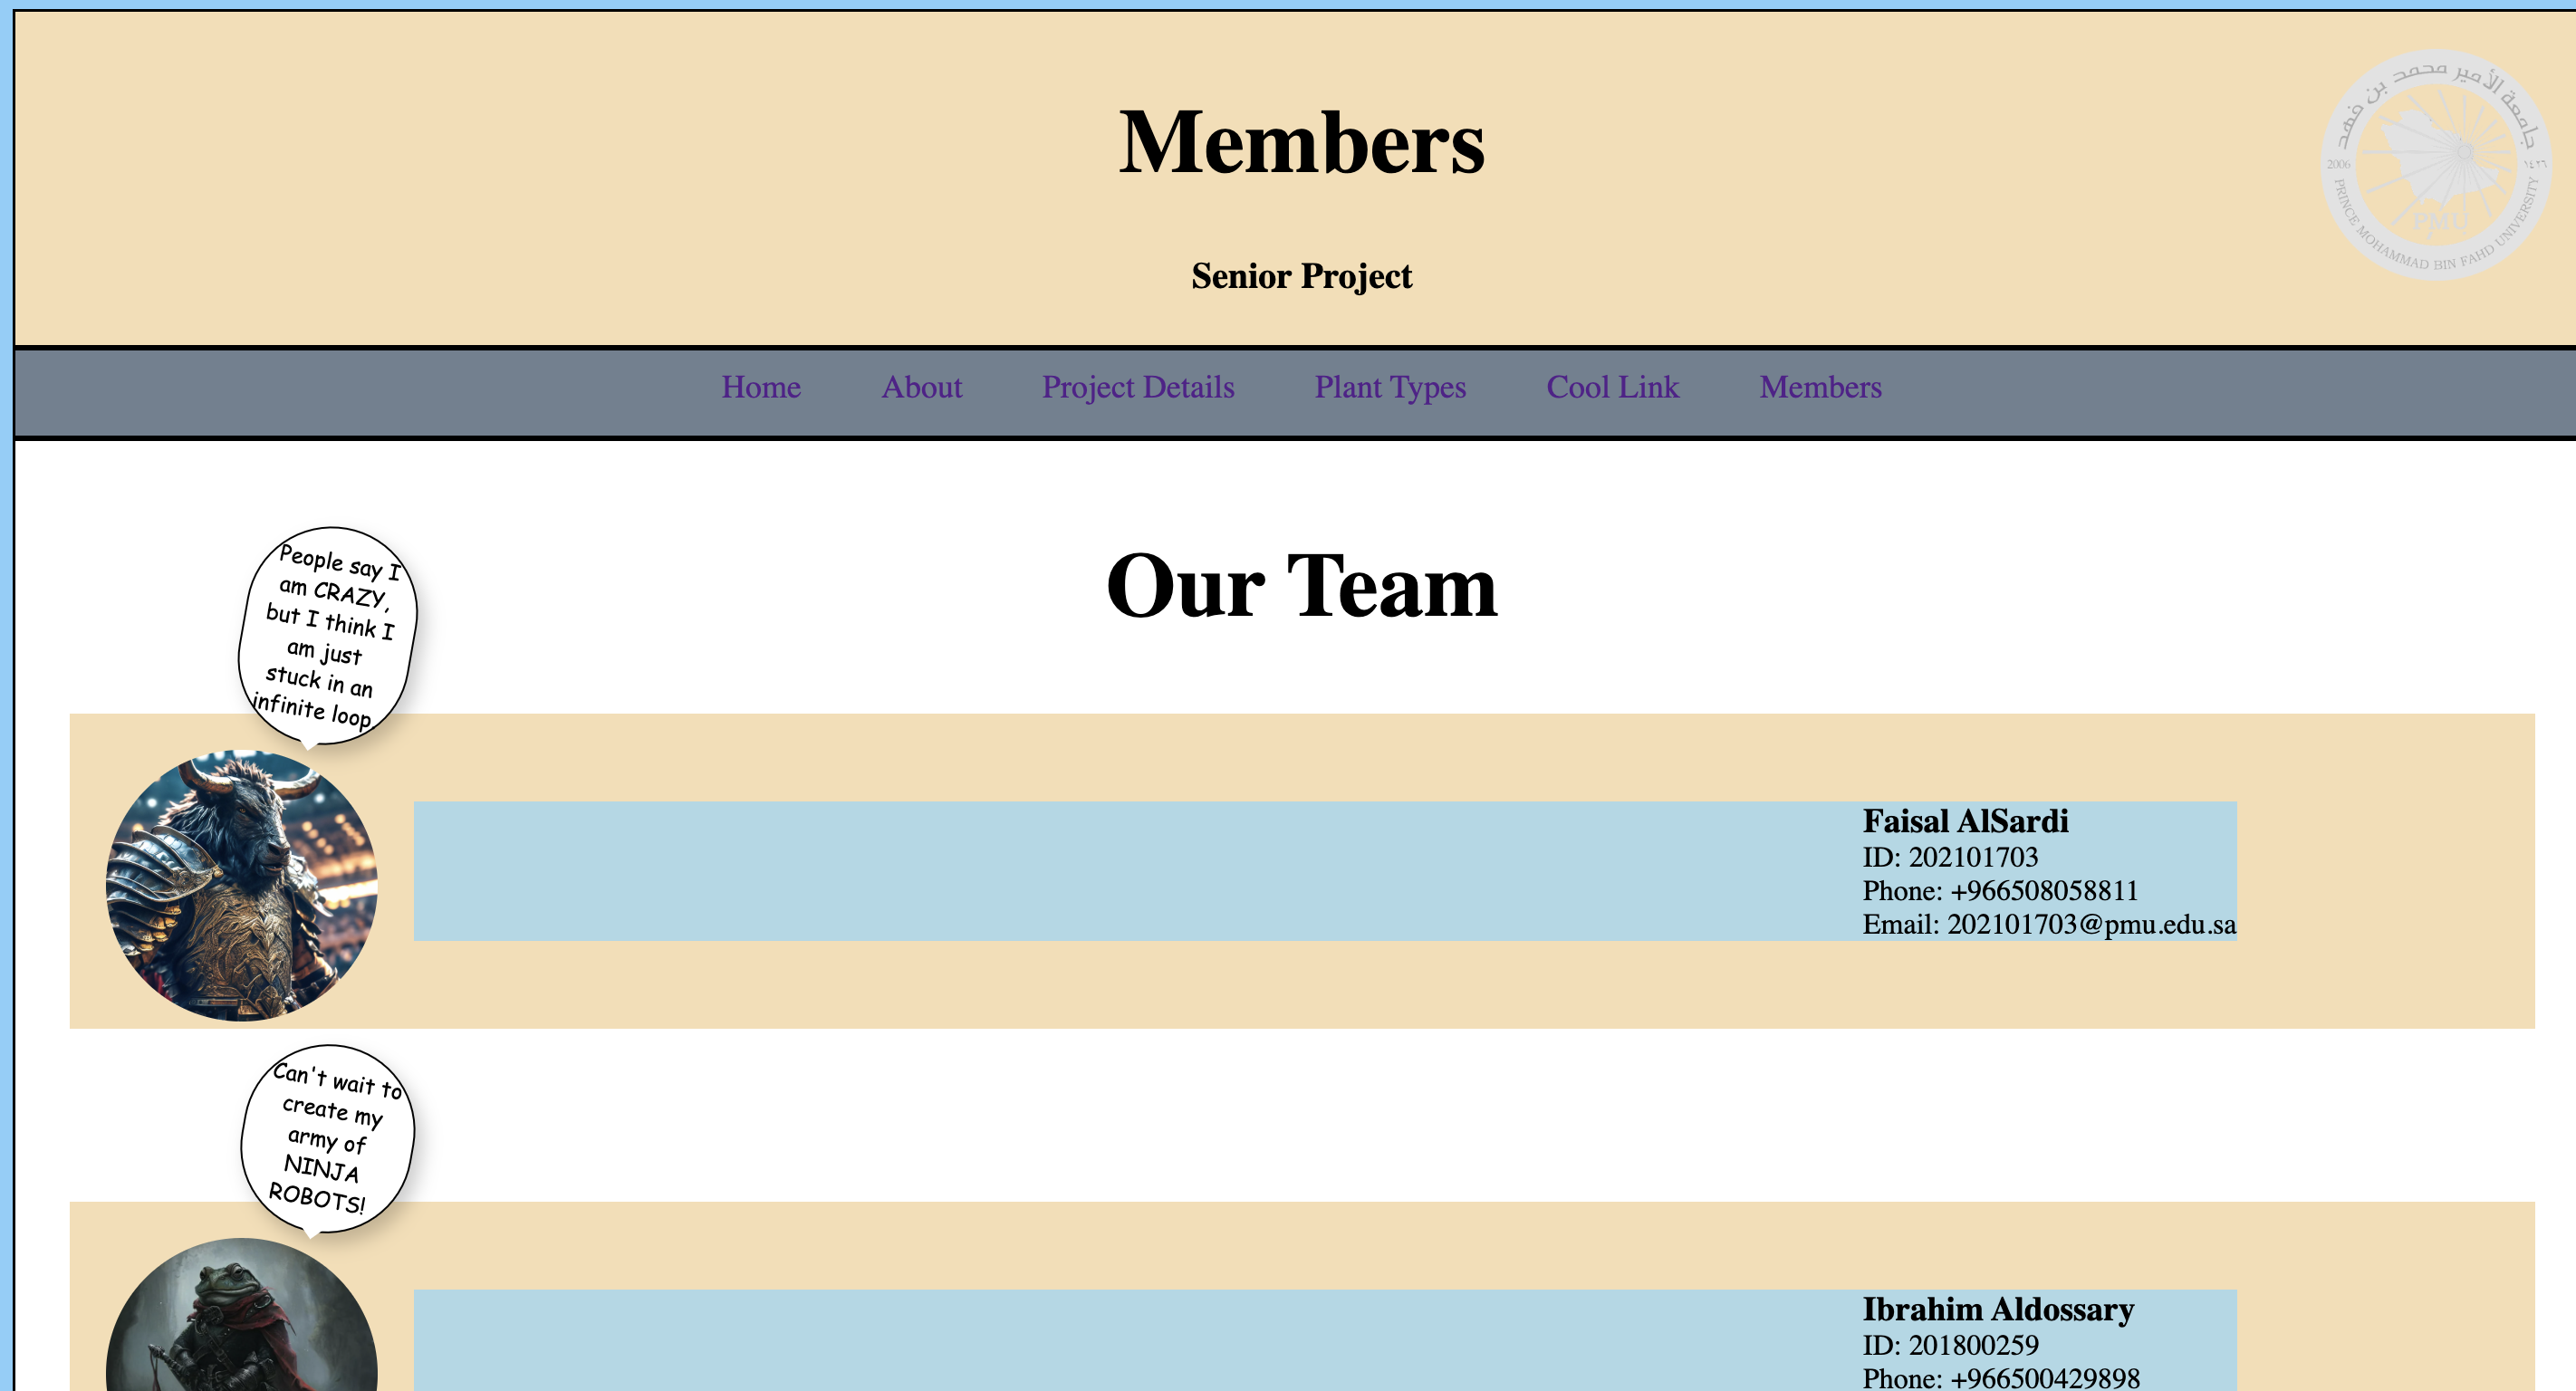 Members
جامعة الأمير محمد بن فهد
2006 ١٤٢٦
PRINCE MOHAMMAD BIN FAHD UNIVERSITY
PMU
Senior Project
Home About Project Details Plant Types Cool Link Members
Our Team
People say I
am CRAZY,
but I think I
am just
stuck in an
infinite loop.
Faisal AlSardi
ID: 202101703
Phone: +966508058811
Email: 202101703@pmu.edu.sa
Can't wait to
create my
army of
NINJA
ROBOTS!
Ibrahim Aldossary
ID: 201800259
Phone: +966500429898